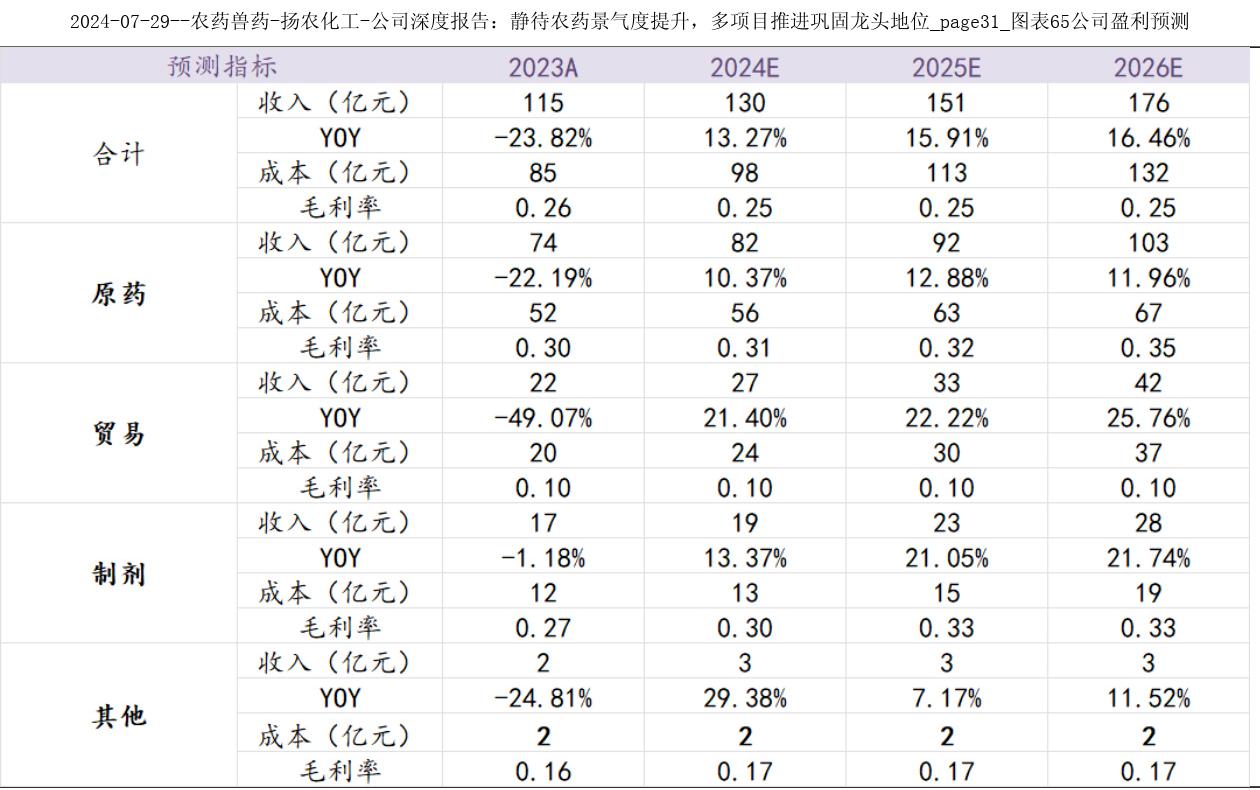 2024-07-29--农药兽药-扬农化工-公司深度报告：静待农药景气度提升，多项目推进巩固龙头地位_page31_图表65公司盈利预测
预测指标 2023A 2024E 2025E 2026E
合计
收入（亿元） 115 130 151 176
YOY -23.82% 13.27% 15.91% 16.46%
成本（亿元） 85 98 113 132
毛利率 0.26 0.25 0.25 0.25
原药
收入（亿元） 74 82 92 103
YOY -22.19% 10.37% 12.88% 11.96%
成本（亿元） 52 56 63 67
毛利率 0.30 0.31 0.32 0.35
贸易
收入（亿元） 22 27 33 42
YOY -49.07% 21.40% 22.22% 25.76%
成本（亿元） 20 24 30 37
毛利率 0.10 0.10 0.10 0.10
制剂
收入（亿元） 17 19 23 28
YOY -1.18% 13.37% 21.05% 21.74%
成本（亿元） 12 13 15 19
毛利率 0.27 0.30 0.33 0.33
其他
收入（亿元） 2 3 3 3
YOY -24.81% 29.38% 7.17% 11.52%
成本（亿元） 2 2 2 2
毛利率 0.16 0.17 0.17 0.17